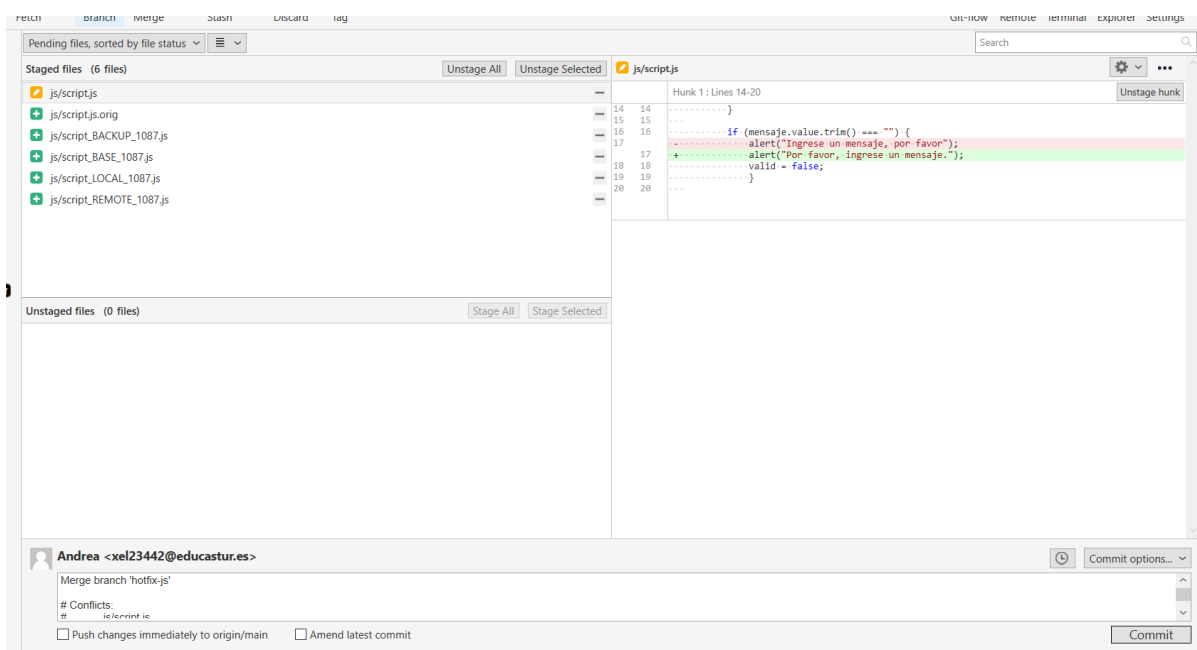 Fetch Branch Merge Stash Discard Tag Git-flow Remote Terminal Explorer Settings
Pending files, sorted by file status
Search
Staged files (6 files) Unstage All Unstage Selected
js/script.js
js/script.js.orig
js/script_BACKUP_1087.js
js/script_BASE_1087.js
js/script_LOCAL_1087.js
js/script_REMOTE_1087.js
js/script.js
Hunk 1 : Lines 14-20 Unstage hunk
14 14 }
15 15
16 16 if (mensaje.value.trim() === "") {
17 - alert("Ingrese un mensaje, por favor");
17 + alert("Por favor, ingrese un mensaje.");
18 18 valid = false;
19 19 }
20 20
Unstaged files (0 files) Stage All Stage Selected
Andrea <xel23442@educastur.es>
Commit options...
Merge branch 'hotfix-js'
# Conflicts:
# js/script.js
Push changes immediately to origin/main Amend latest commit
Commit